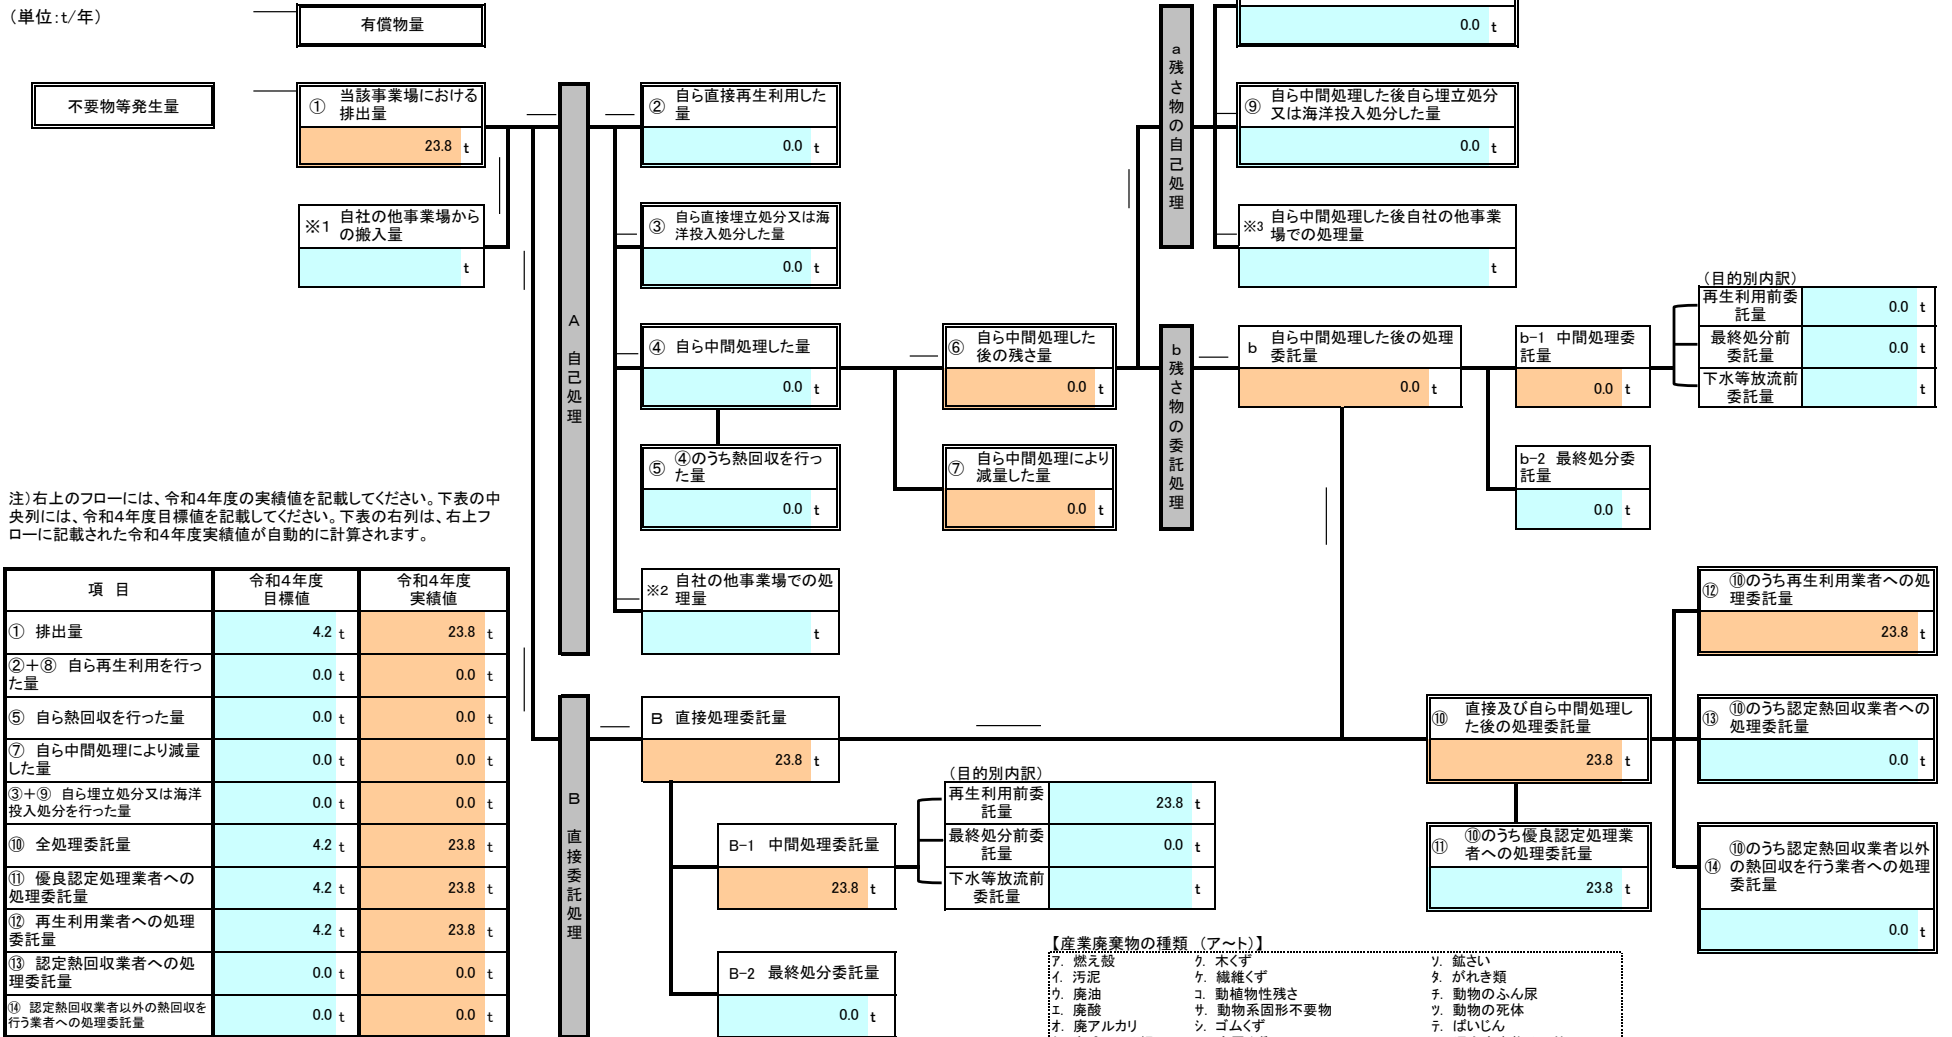 （単位:t/年）
有償物量
0.0 t
不要物等発生量
① 当該事業場における
排出量
23.8 t
※1 自社の他事業場から
の搬入量
t
A 自己処理
② 自ら直接再生利用した
量
0.0 t
③ 自ら直接埋立処分又は海
洋投入処分した量
0.0 t
④ 自ら中間処理した量
0.0 t
⑤ ④のうち熱回収を行っ
た量
0.0 t
※2 自社の他事業場での処
理量
t
⑥ 自ら中間処理した
後の残さ量
0.0 t
⑦ 自ら中間処理により
減量した量
0.0 t
a 残さ物の自己処理
⑨ 自ら中間処理した後自ら埋立処分
又は海洋投入処分した量
0.0 t
※3 自ら中間処理した後自社の他事業
場での処理量
t
b 残さ物の委託処理
b 自ら中間処理した後の処理
委託量
0.0 t
b-1 中間処理委
託量
0.0 t
b-2 最終処分委
託量
0.0 t
（目的別内訳）
再生利用前委
託量
0.0 t
最終処分前
委託量
0.0 t
下水等放流前
委託量
t
注）右上のフローには、令和４年度の実績値を記載してください。下表の中
央列には、令和４年度目標値を記載してください。下表の右列は、右上フ
ローに記載された令和４年度実績値が自動的に計算されます。
項 目 令和４年度
目標値 令和４年度
実績値
① 排出量 4.2 t 23.8 t
②＋⑧ 自ら再生利用を行っ
た量 0.0 t 0.0 t
⑤ 自ら熱回収を行った量 0.0 t 0.0 t
⑦ 自ら中間処理により減量
した量 0.0 t 0.0 t
③＋⑨ 自ら埋立処分又は海洋
投入処分を行った量 0.0 t 0.0 t
⑩ 全処理委託量 4.2 t 23.8 t
⑪ 優良認定処理業者への
処理委託量 4.2 t 23.8 t
⑫ 再生利用業者への処理
委託量 4.2 t 23.8 t
⑬ 認定熱回収業者への処
理委託量 0.0 t 0.0 t
⑭ 認定熱回収業者以外の熱回収を
行う業者への処理委託量 0.0 t 0.0 t
B 直接委託処理
B 直接処理委託量
23.8 t
B-1 中間処理委託量
23.8 t
B-2 最終処分委託量
0.0 t
（目的別内訳）
再生利用前委
託量
23.8 t
最終処分前委
託量
0.0 t
下水等放流前
委託量
t
⑩ 直接及び自ら中間処理し
た後の処理委託量
23.8 t
⑪ ⑩のうち優良認定処理業
者への処理委託量
23.8 t
⑫ ⑩のうち再生利用業者への処
理委託量
23.8 t
⑬ ⑩のうち認定熱回収業者への
処理委託量
0.0 t
⑭ ⑩のうち認定熱回収業者以外
の熱回収を行う業者への処理
委託量
0.0 t
【産業廃棄物の種類 （ア～ト）】
ア. 燃え殻 ク. 木くず ソ. 鉱さい
イ. 汚泥 ケ. 繊維くず タ. がれき類
ウ. 廃油 コ. 動植物性残さ チ. 動物のふん尿
エ. 廃酸 サ. 動物系固形不要物 ツ. 動物の死体
オ. 廃アルカリ シ. ゴムくず テ. ばいじん